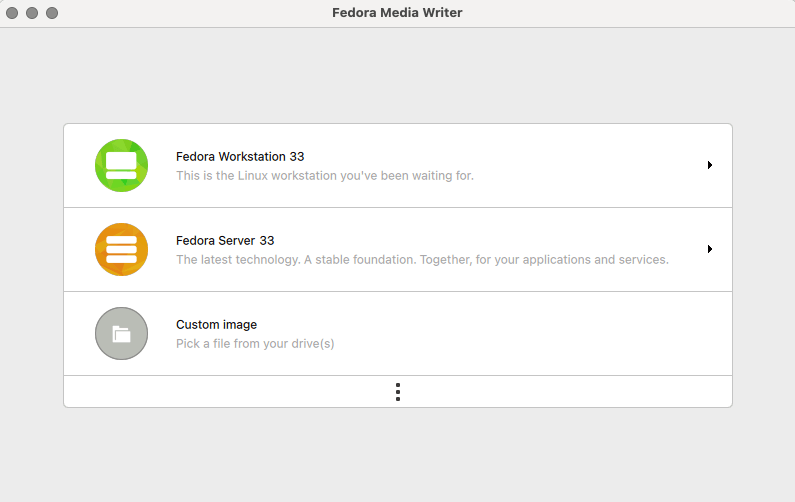 Fedora Media Writer
Fedora Workstation 33
This is the Linux workstation you've been waiting for.
Fedora Server 33
The latest technology. A stable foundation. Together, for your applications and services.
Custom image
Pick a file from your drive(s)